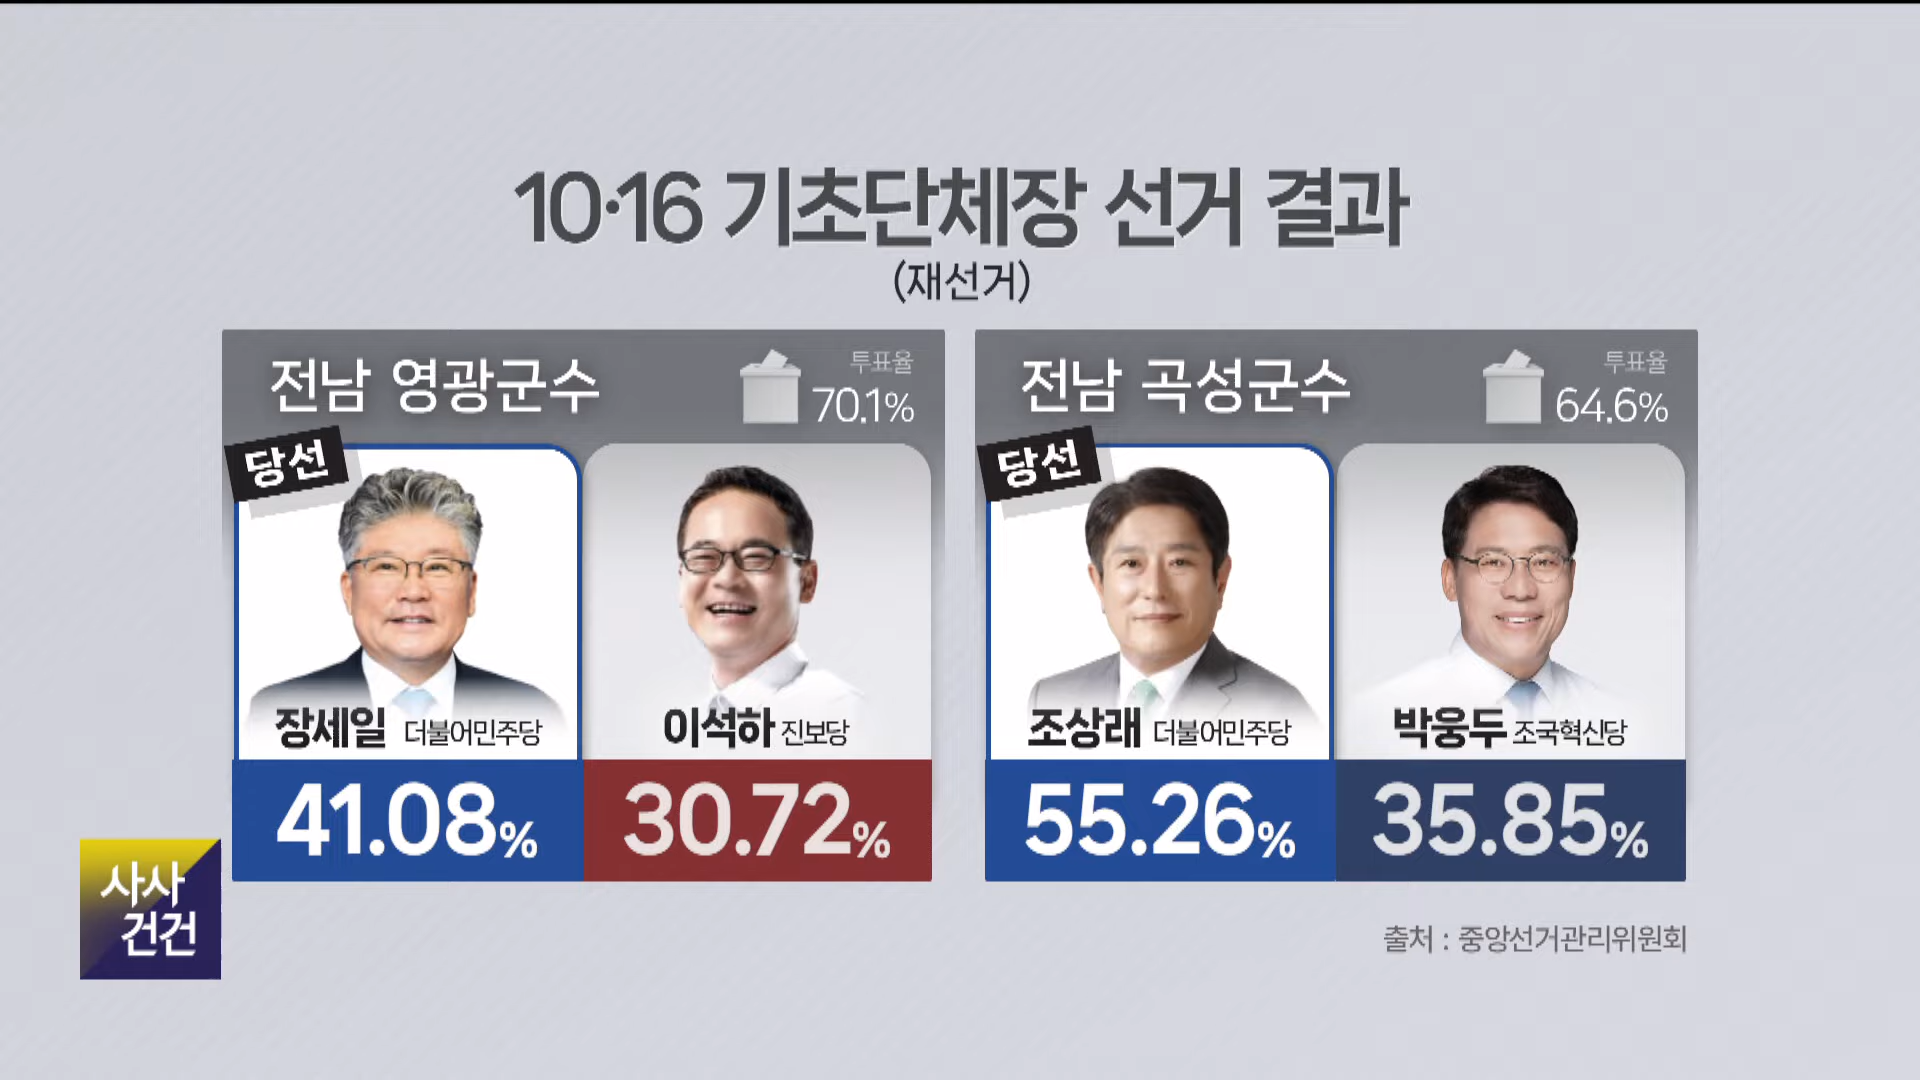 10·16 기초단체장 선거 결과
(재선거)
전남 영광군수
투표율
70.1%
당선
장세일 더불어민주당
41.08%
이석하 진보당
30.72%
전남 곡성군수
투표율
64.6%
당선
조상래 더불어민주당
55.26%
박웅두 조국혁신당
35.85%
사사
건건
출처 : 중앙선거관리위원회